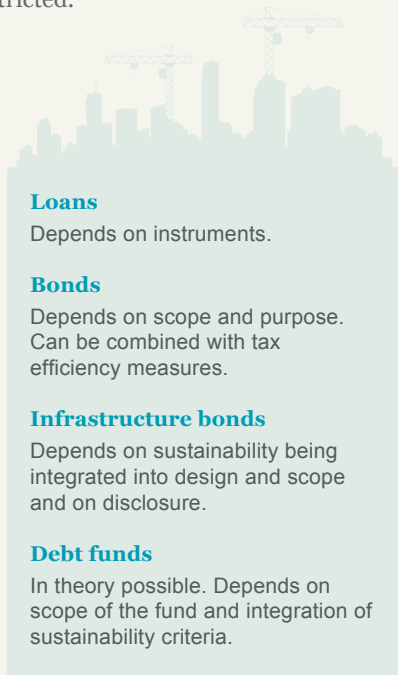 Loans
Depends on instruments.
Bonds
Depends on scope and purpose.
Can be combined with tax
efficiency measures.
Infrastructure bonds
Depends on sustainability being
integrated into design and scope
and on disclosure.
Debt funds
In theory possible. Depends on
scope of the fund and integration of
sustainability criteria.